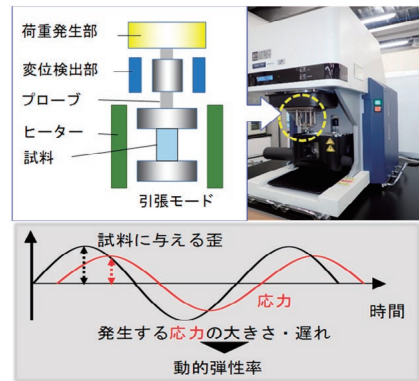 荷重発生部
変位検出部
プローブ
ヒーター
試料
引張モード
試料に与える歪
応力
時間
発生する応力の大きさ・遅れ
動的弾性率